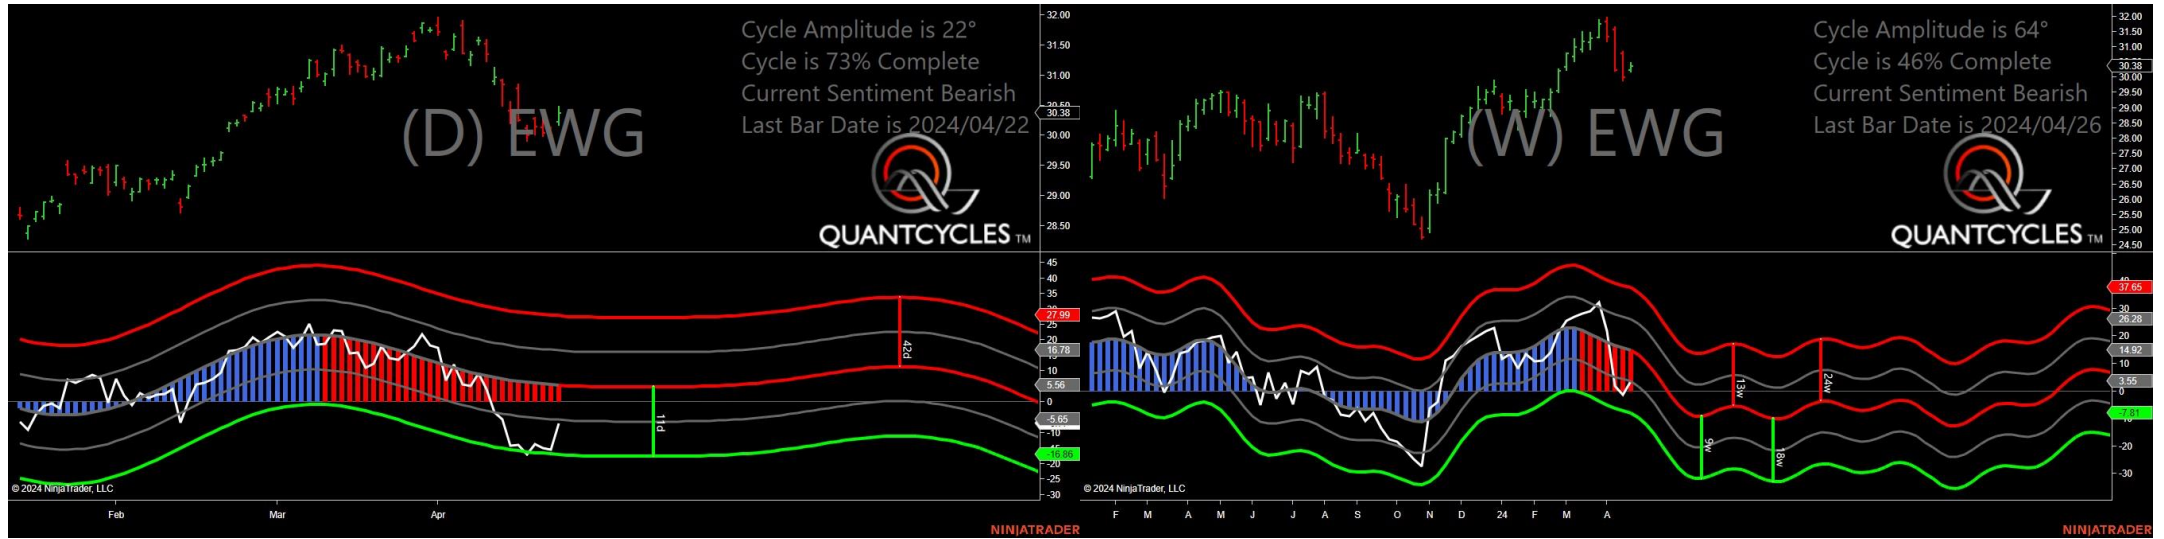 Cycle Amplitude is 22°
Cycle is 73% Complete
Current Sentiment Bearish
Last Bar Date is 2024/04/22
(D) EWG
QUANTCYCLES TM
32.00
31.50
31.00
30.50
30.38
30.00
29.50
29.00
28.50
45
40
35
27.99
25
20
16.78
10
5.56
0
-5.65
-10
-16.86
-20
-25
-30
42d
11d
© 2024 NinjaTrader, LLC
Feb Mar Apr
NINJATRADER
Cycle Amplitude is 64°
Cycle is 46% Complete
Current Sentiment Bearish
Last Bar Date is 2024/04/26
(W) EWG
QUANTCYCLES TM
32.00
31.50
31.00
30.38
30.00
29.50
29.00
28.50
28.00
27.50
27.00
26.50
26.00
25.50
25.00
24.50
37.65
30
26.28
20
14.92
10
3.55
0
-7.81
-20
-30
13w
24w
9w
18w
© 2024 NinjaTrader, LLC
F M A M J J A S O N D 24 F M A
NINJATRADER